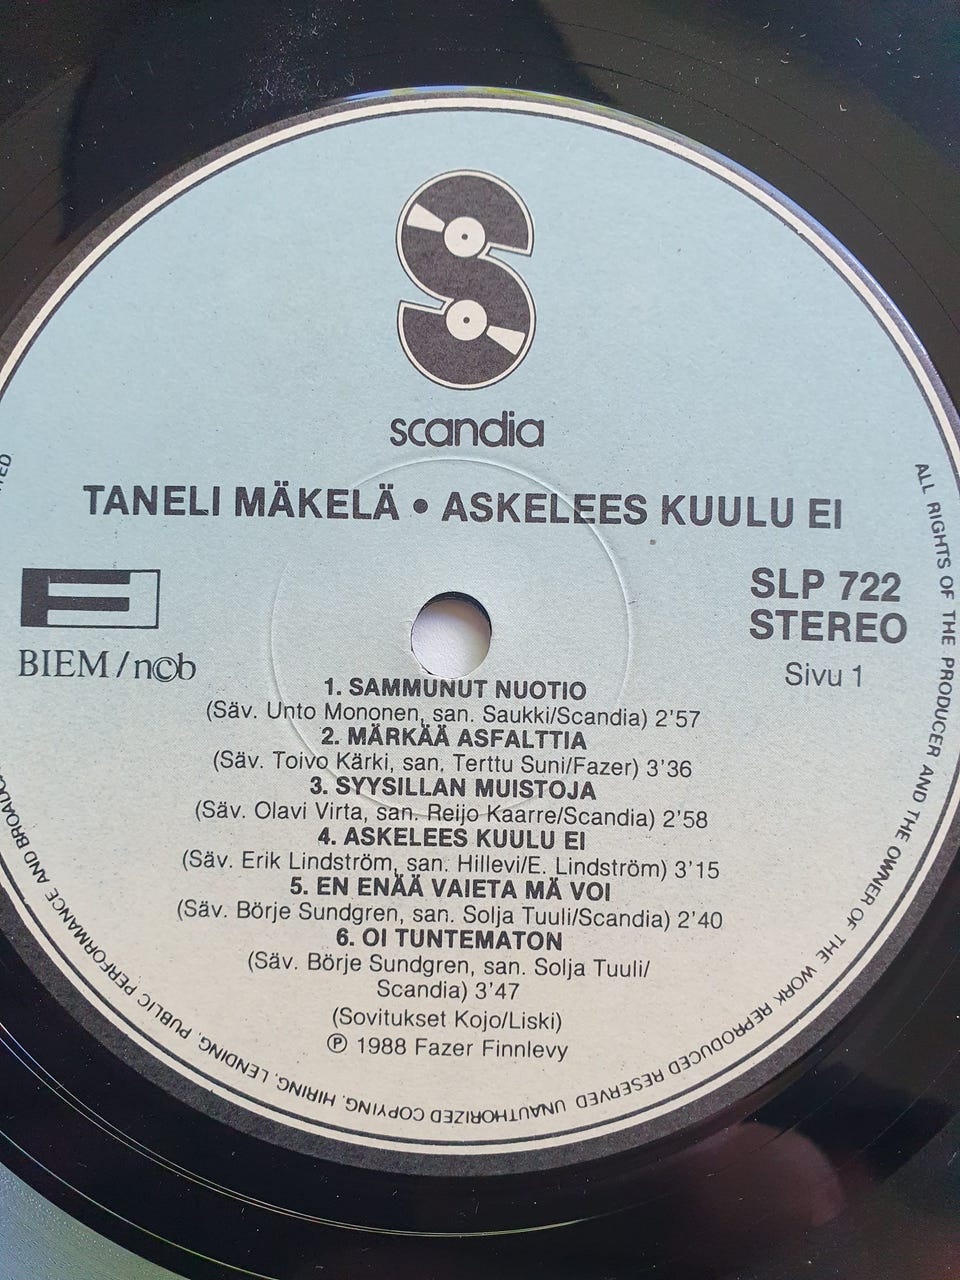 scandia
TANELI MÄKELÄ • ASKELEES KUULU EI
BIEM/n©b
SLP 722
STEREO
Sivu 1
1. SAMMUNUT NUOTIO
(Säv. Unto Mononen, san. Saukki/Scandia) 2'57
2. MÄRKÄÄ ASFALTTIA
(Säv. Toivo Kärki, san. Terttu Suni/Fazer) 3'36
3. SYYSILLAN MUISTOJA
(Säv. Olavi Virta, san. Reijo Kaarre/Scandia) 2'58
4. ASKELEES KUULU EI
(Säv. Erik Lindström, san. Hillevi/E. Lindström) 3'15
5. EN ENÄÄ VAIETA MÄ VOI
(Säv. Börje Sundgren, san. Solja Tuuli/Scandia) 2'40
6. OI TUNTEMATON
(Säv. Börje Sundgren, san. Solja Tuuli/
Scandia) 3'47
(Sovitukset Kojo/Liski)
℗ 1988 Fazer Finnlevy
ALL RIGHTS OF THE PRODUCER AND THE OWNER OF THE WORK REPRODUCED RESERVED UNAUTHORIZED COPYING, HIRING, LENDING, PUBLIC PERFORMANCE AND